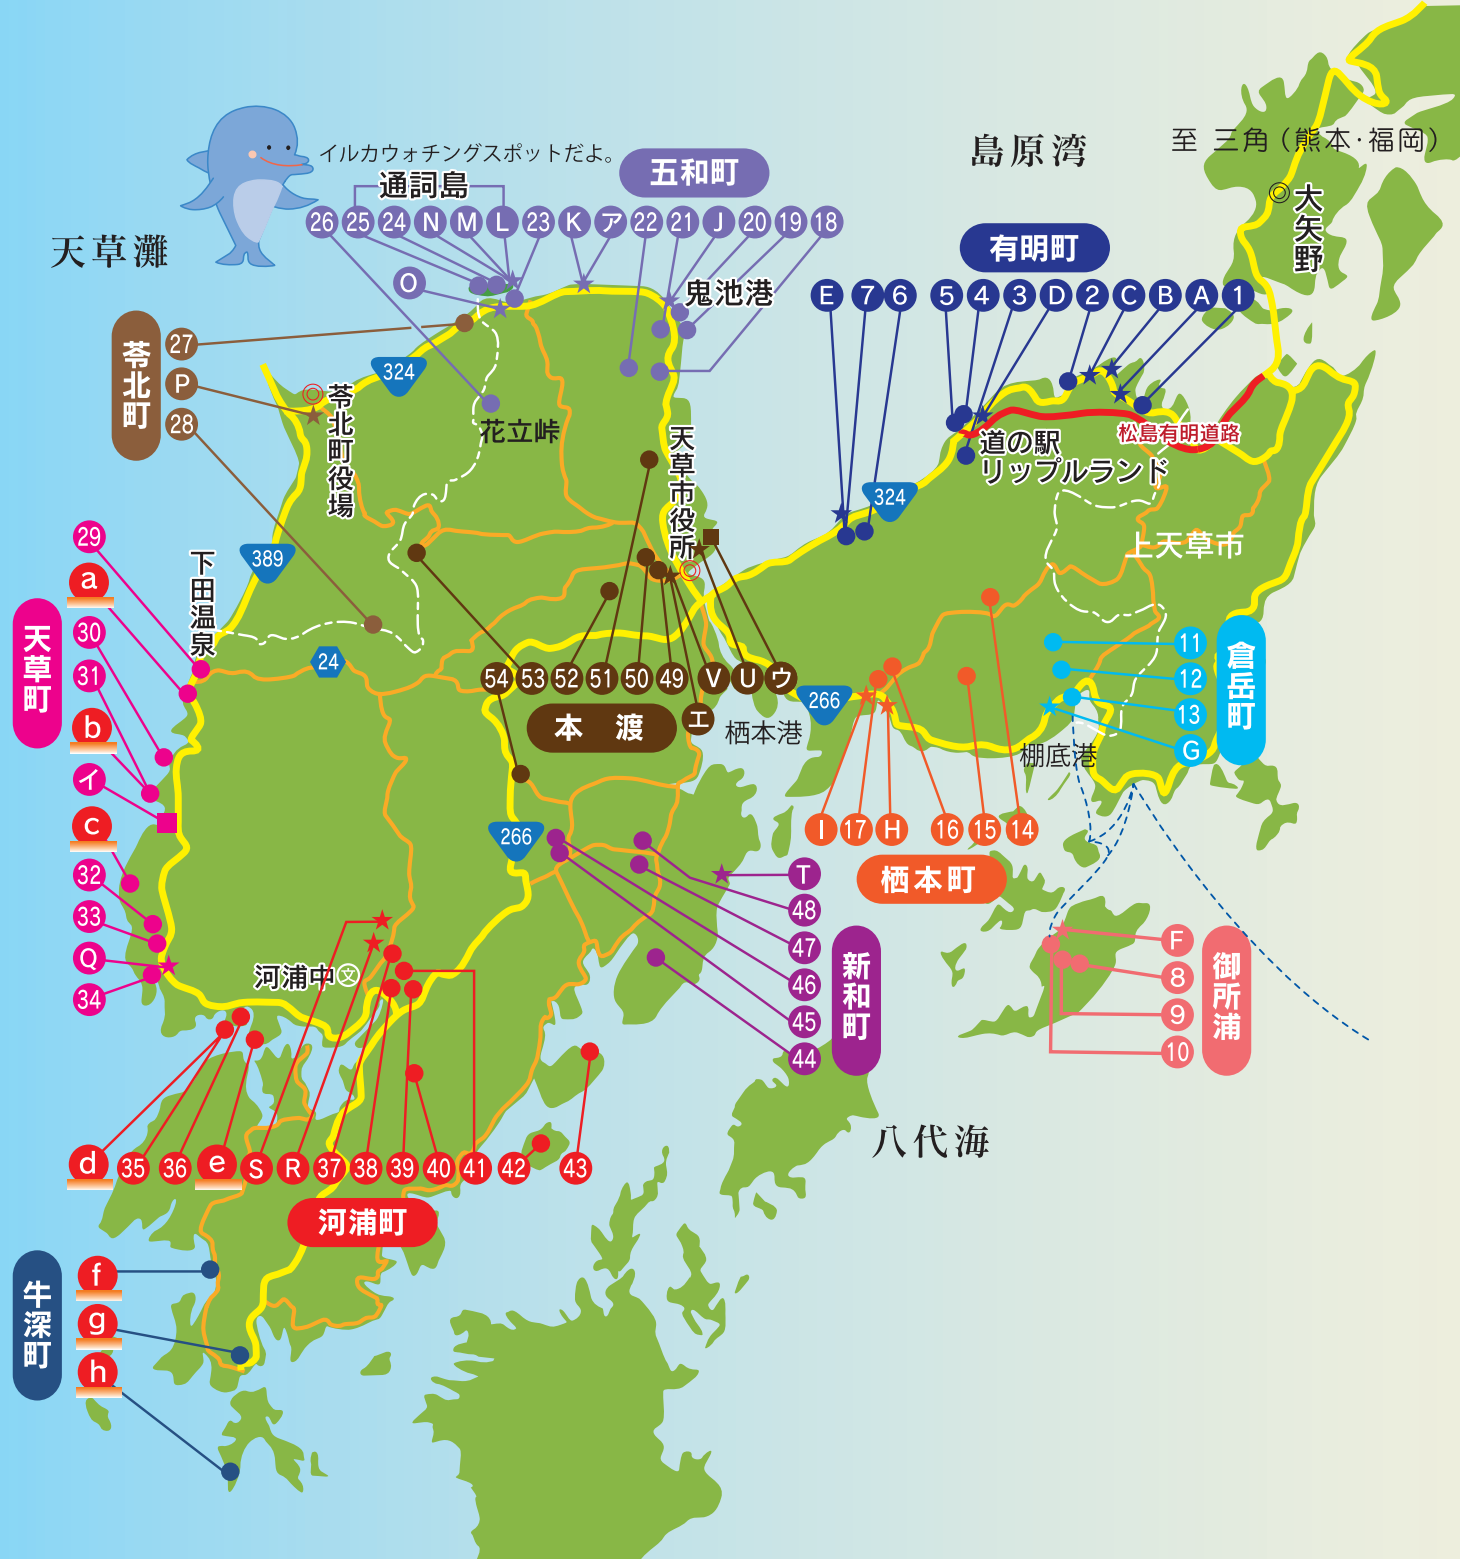 イルカウォチングスポットだよ。
五和町
通詞島
26
25
24
N
M
L
23
K
ア
22
21
J
20
19
18
O
天草灘
島原湾
至 三角（熊本・福岡）
大矢野
有明町
E
7
6
5
4
3
D
2
C
B
A
1
鬼池港
苓北町
27
P
28
324
苓北町役場
花立峠
天草市役所
道の駅
リップルランド
松島有明道路
324
上天草市
389
下田温泉
天草町
29
a
30
31
b
イ
c
32
33
Q
34
24
54
53
52
51
50
49
V
U
ウ
エ
本渡
栖本港
266
266
倉岳町
11
12
13
G
棚底港
I
17
H
16
15
14
栖本町
新和町
T
48
47
46
45
44
御所浦
F
8
9
10
河浦中
文
d
35
36
e
S
R
37
38
39
40
41
42
43
河浦町
八代海
牛深町
f
g
h